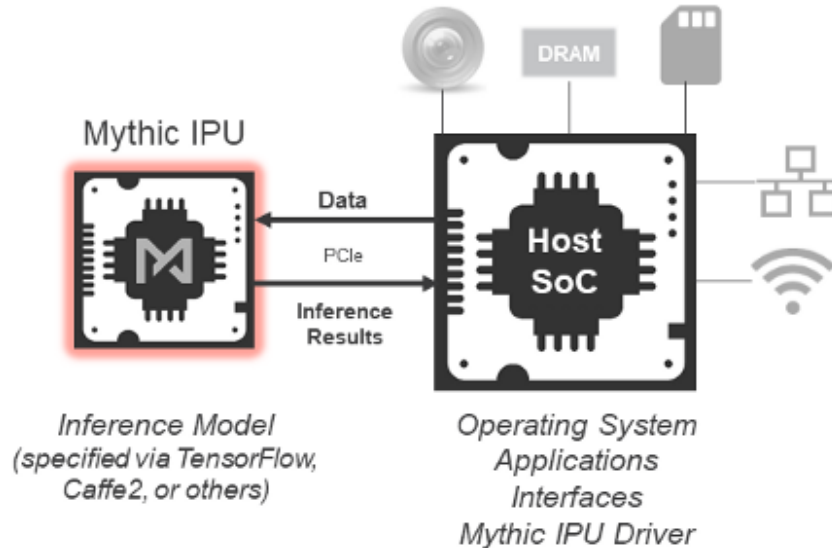 DRAM
Mythic IPU
Data
PCIe
Inference
Results
Host
SoC
Inference Model
(specified via TensorFlow,
Caffe2, or others)
Operating System
Applications
Interfaces
Mythic IPU Driver